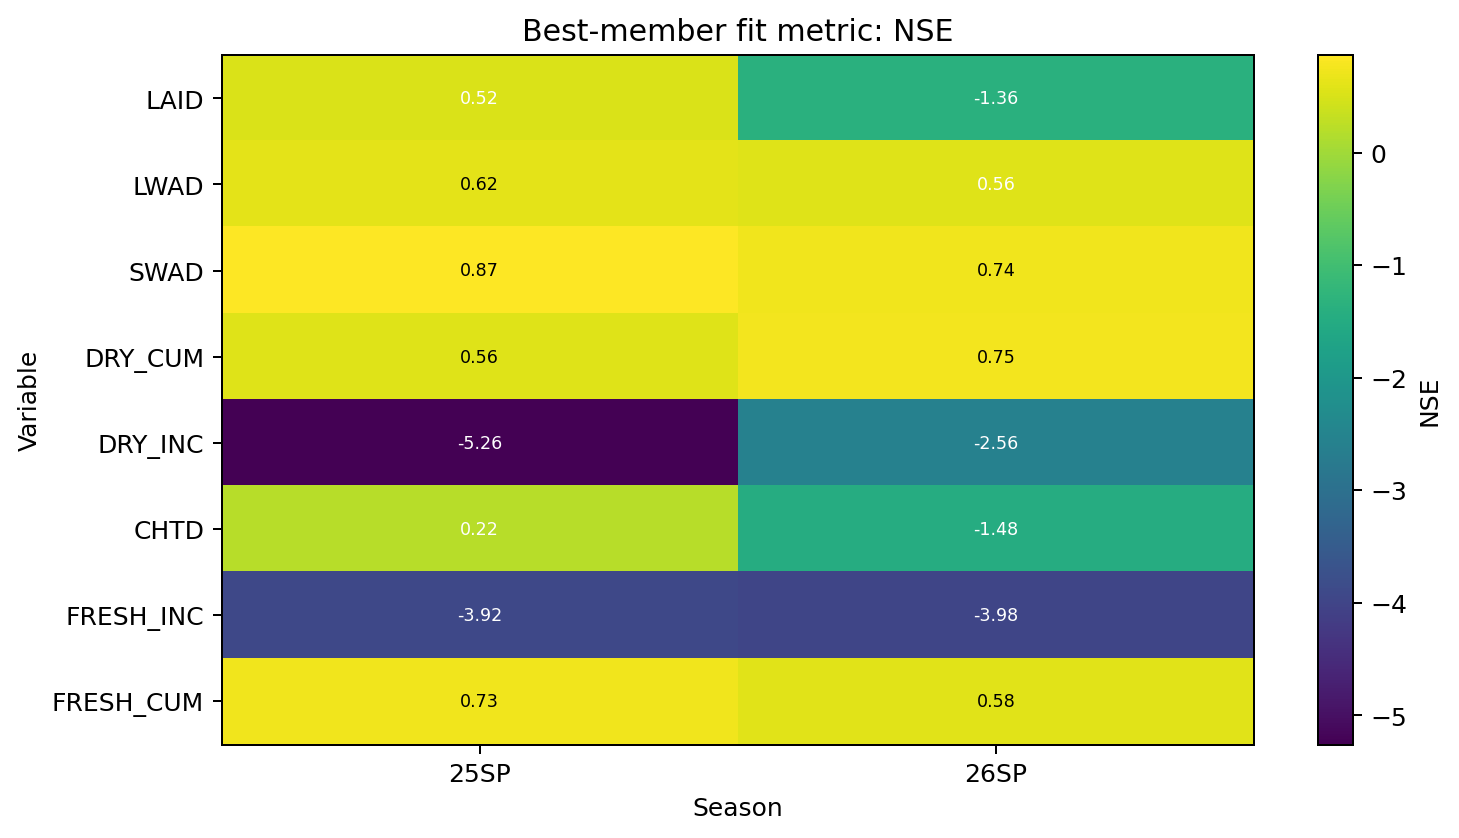 Best-member fit metric: NSE
LAID 0.52 -1.36
LWAD 0.62 0.56
SWAD 0.87 0.74
DRY_CUM 0.56 0.75
DRY_INC -5.26 -2.56
CHTD 0.22 -1.48
FRESH_INC -3.92 -3.98
FRESH_CUM 0.73 0.58
25SP 26SP
Season
Variable
0
−1
−2
−3
−4
−5
NSE